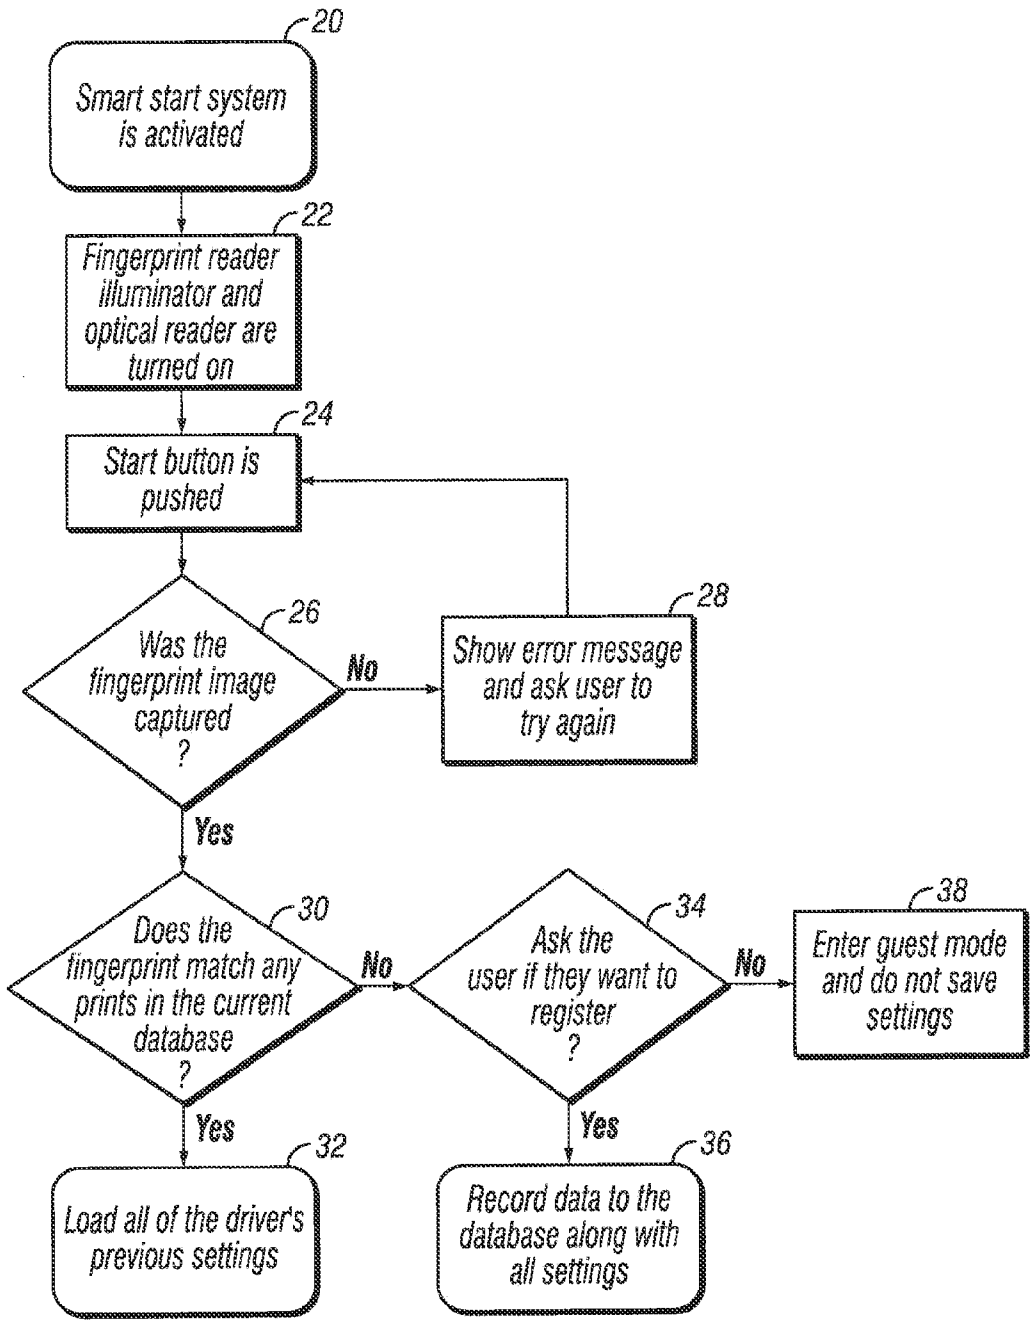 20
Smart start system
is activated
22
Fingerprint reader
illuminator and
optical reader are
turned on
24
Start button is
pushed
26
Was the
fingerprint image
captured
?
No
28
Show error message
and ask user to
try again
Yes
30
Does the
fingerprint match any
prints in the current
database
?
No
34
Ask the
user if they want to
register
?
No
38
Enter guest mode
and do not save
settings
Yes
32
Load all of the driver's
previous settings
Yes
36
Record data to the
database along with
all settings